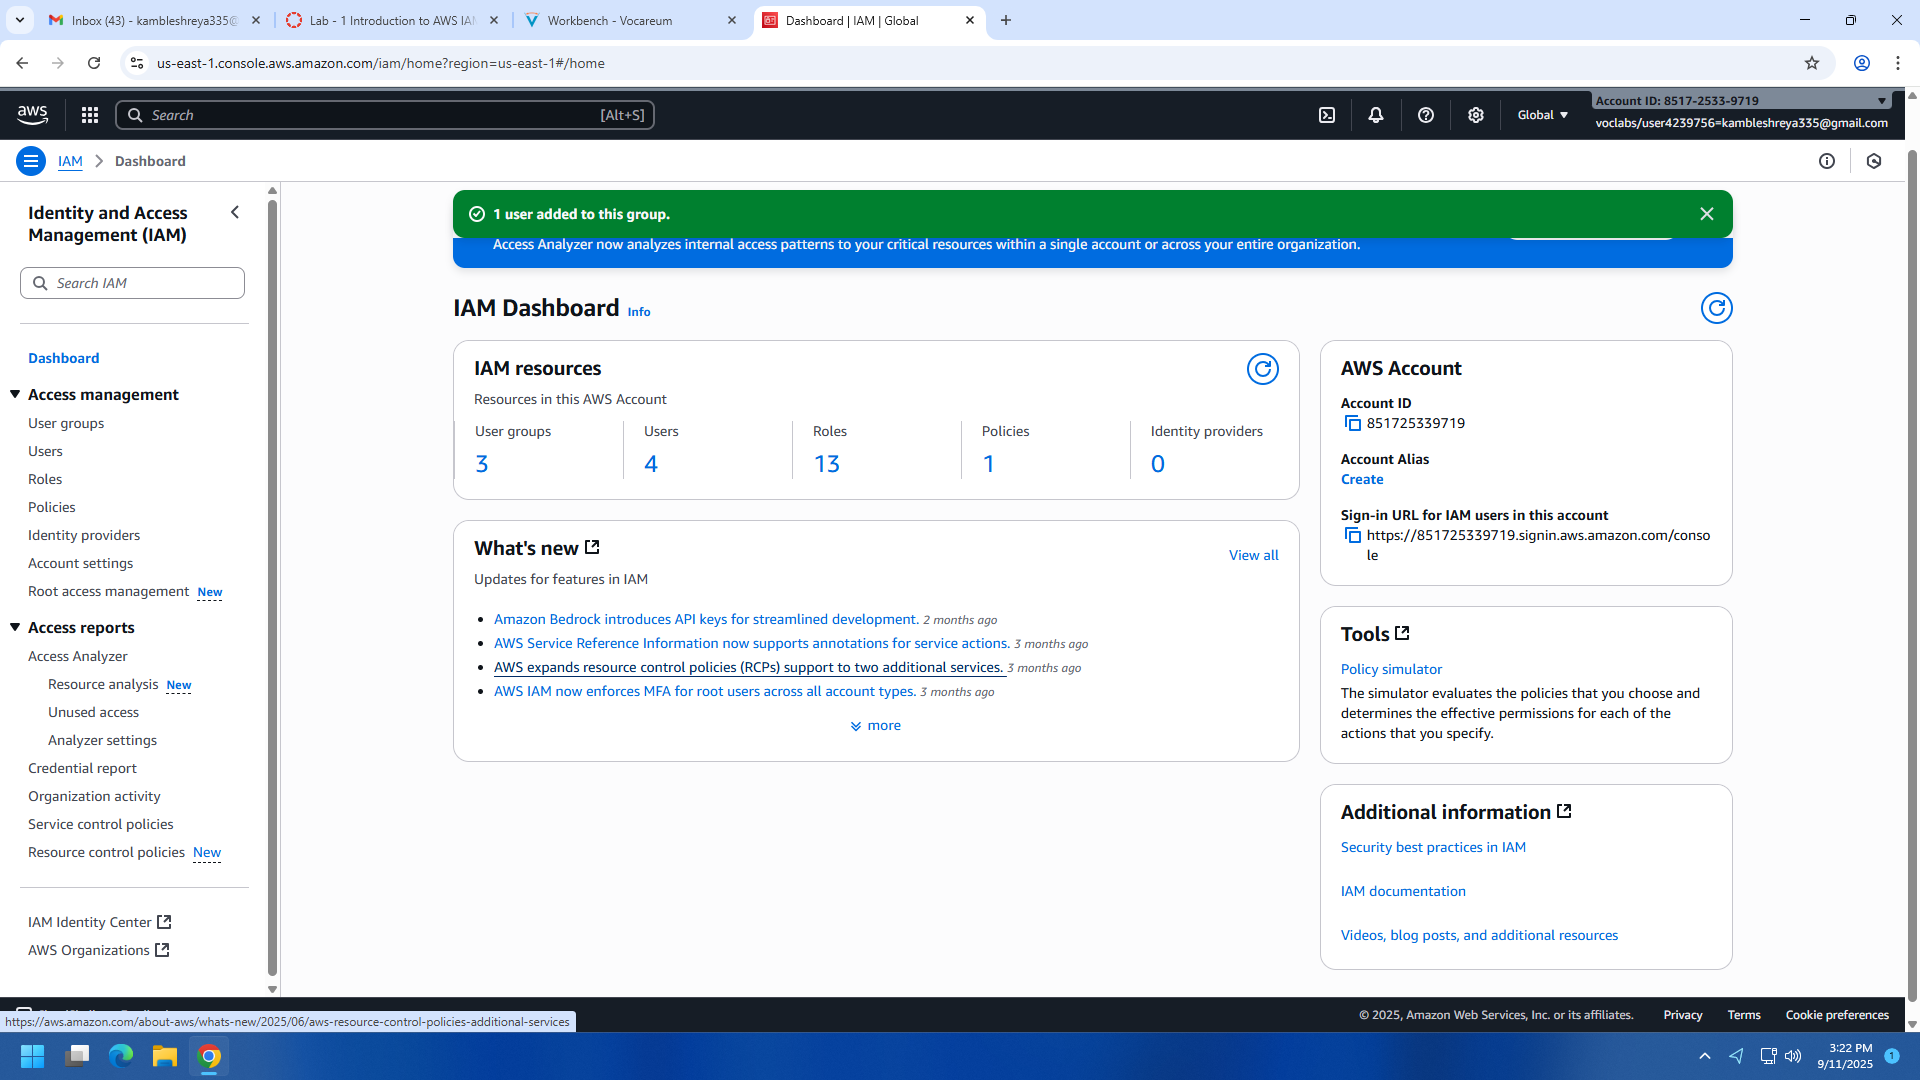 Inbox (43) - kambleshreya335@
Lab - 1 Introduction to AWS IAM
Workbench - Vocareum
Dashboard | IAM | Global
us-east-1.console.aws.amazon.com/iam/home?region=us-east-1#/home
aws
Search
[Alt+S]
Global
Account ID: 8517-2533-9719
voclabs/user4239756=kambleshreya335@gmail.com
IAM
Dashboard
Identity and Access
Management (IAM)
Search IAM
Dashboard
Access management
User groups
Users
Roles
Policies
Identity providers
Account settings
Root access management New
Access reports
Access Analyzer
Resource analysis New
Unused access
Analyzer settings
Credential report
Organization activity
Service control policies
Resource control policies New
IAM Identity Center
AWS Organizations
1 user added to this group.
Access Analyzer now analyzes internal access patterns to your critical resources within a single account or across your entire organization.
IAM Dashboard Info
IAM resources
Resources in this AWS Account
User groups
3
Users
4
Roles
13
Policies
1
Identity providers
0
What's new
View all
Updates for features in IAM
Amazon Bedrock introduces API keys for streamlined development. 2 months ago
AWS Service Reference Information now supports annotations for service actions. 3 months ago
AWS expands resource control policies (RCPs) support to two additional services. 3 months ago
AWS IAM now enforces MFA for root users across all account types. 3 months ago
more
AWS Account
Account ID
851725339719
Account Alias
Create
Sign-in URL for IAM users in this account
https://851725339719.signin.aws.amazon.com/conso
le
Tools
Policy simulator
The simulator evaluates the policies that you choose and
determines the effective permissions for each of the
actions that you specify.
Additional information
Security best practices in IAM
IAM documentation
Videos, blog posts, and additional resources
https://aws.amazon.com/about-aws/whats-new/2025/06/aws-resource-control-policies-additional-services
© 2025, Amazon Web Services, Inc. or its affiliates.
Privacy
Terms
Cookie preferences
3:22 PM
9/11/2025
1